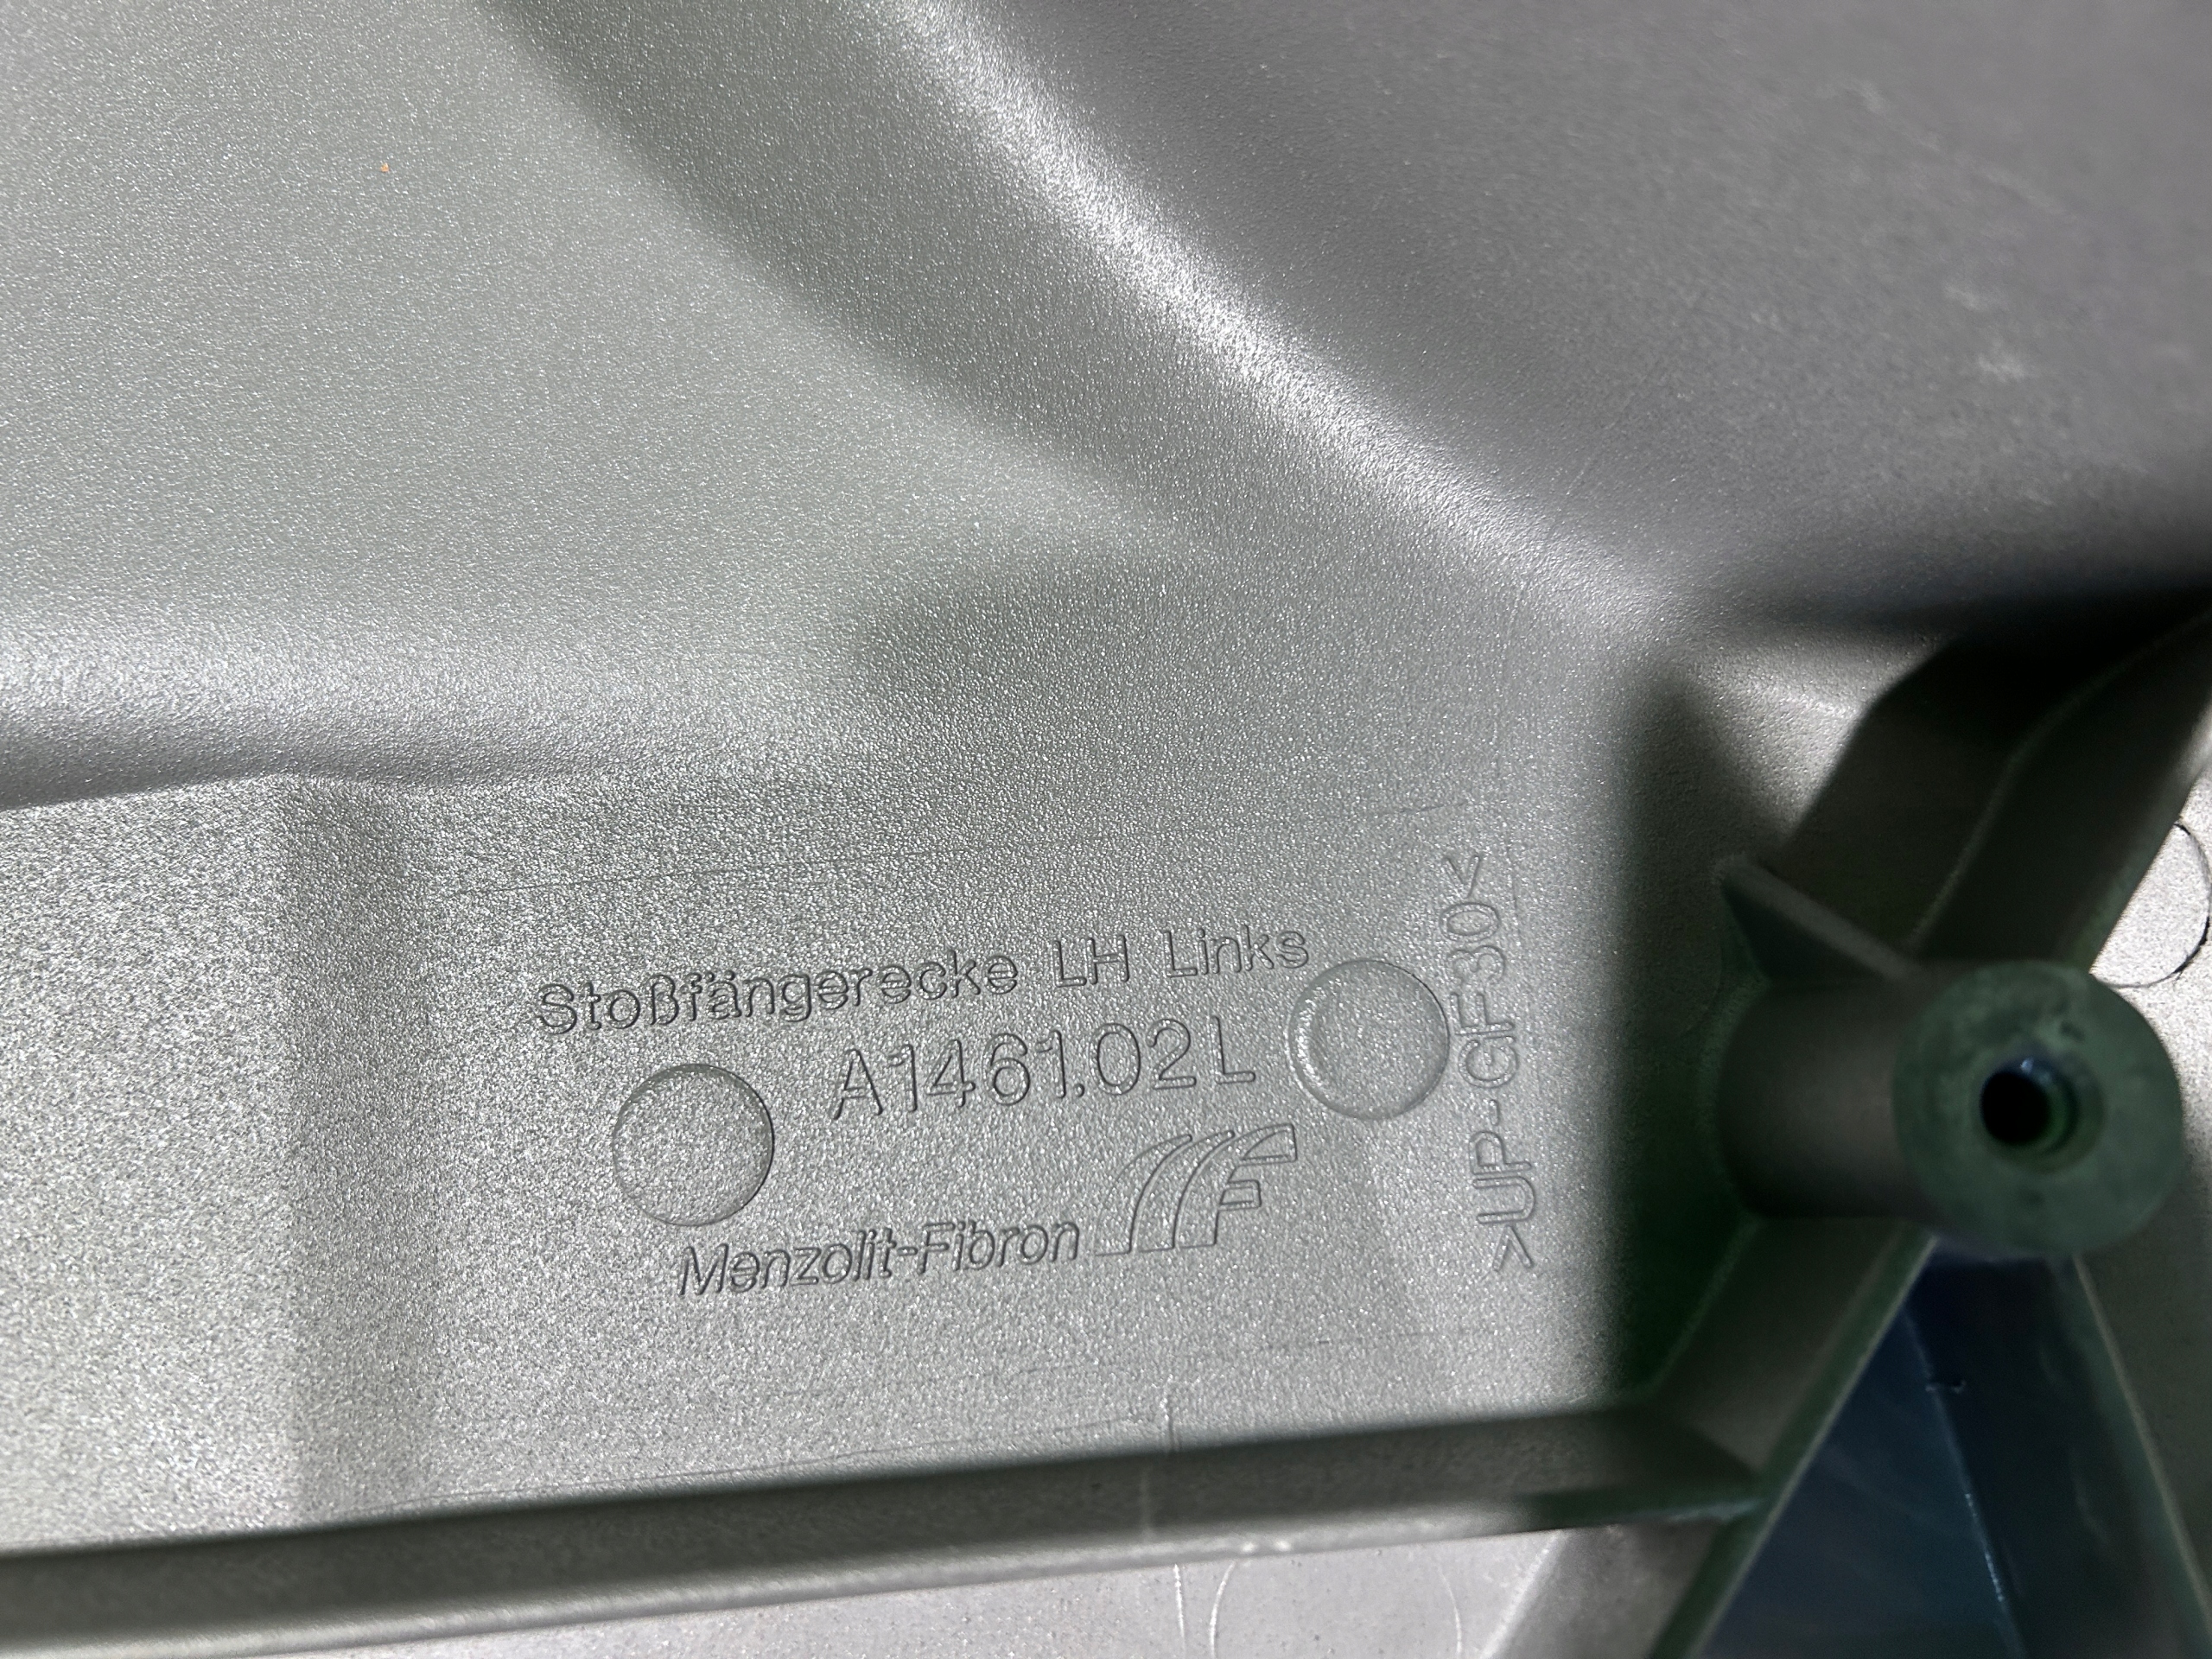 Stoßfängerecke LH Links
A1461.02L
Menzolit-Fibron
>UP-GF30<